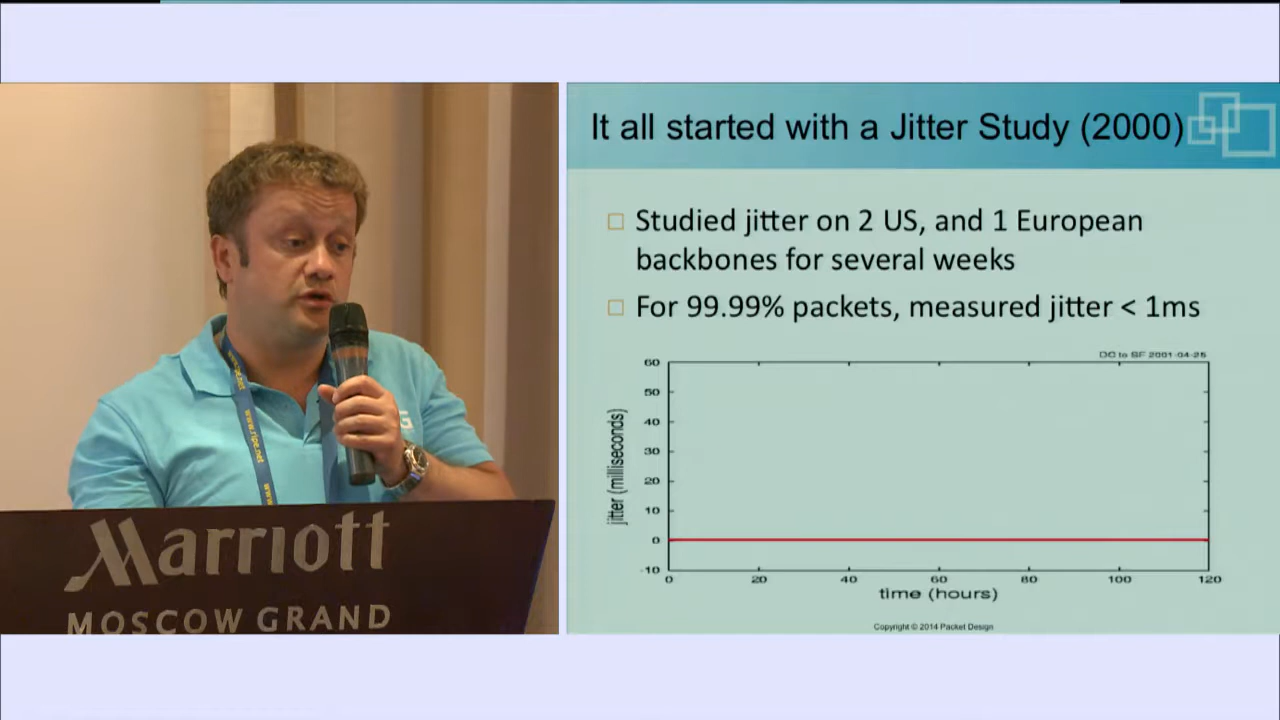 It all started with a Jitter Study (2000)
Studied jitter on 2 US, and 1 European
backbones for several weeks
For 99.99% packets, measured jitter < 1ms
DC to SF 2001-04-25
60
50
40
30
20
10
0
-10
jitter (milliseconds)
0 20 40 60 80 100 120
time (hours)
Copyright © 2014 Packet Design
www.ripe.net
G
Marriott
MOSCOW GRAND